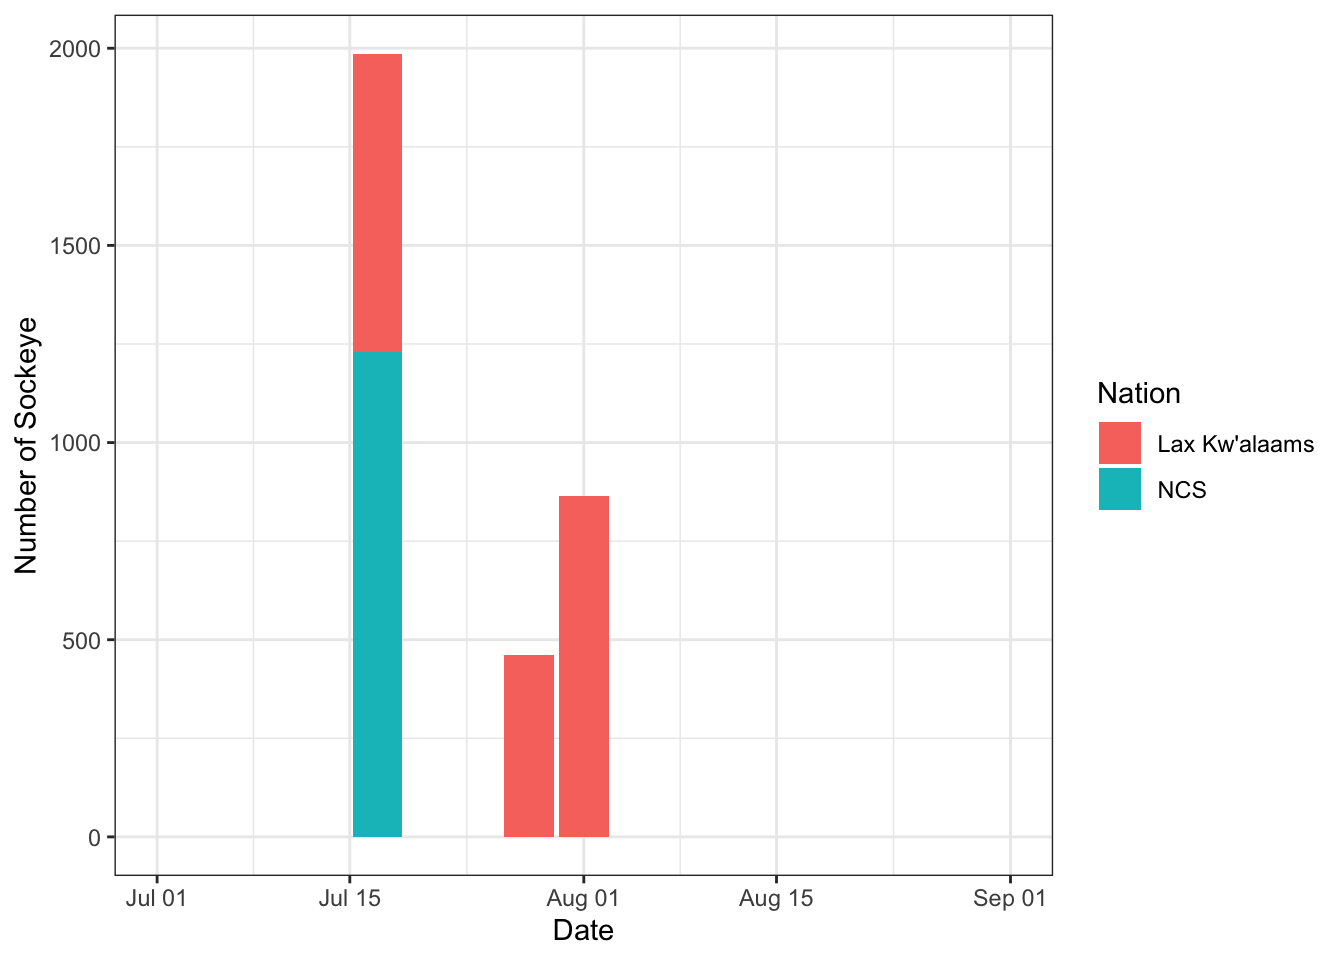 2000
1500
1000
500
0
Number of Sockeye
Jul 01
Jul 15
Aug 01
Aug 15
Sep 01
Date
Nation
Lax Kw'alaams
NCS